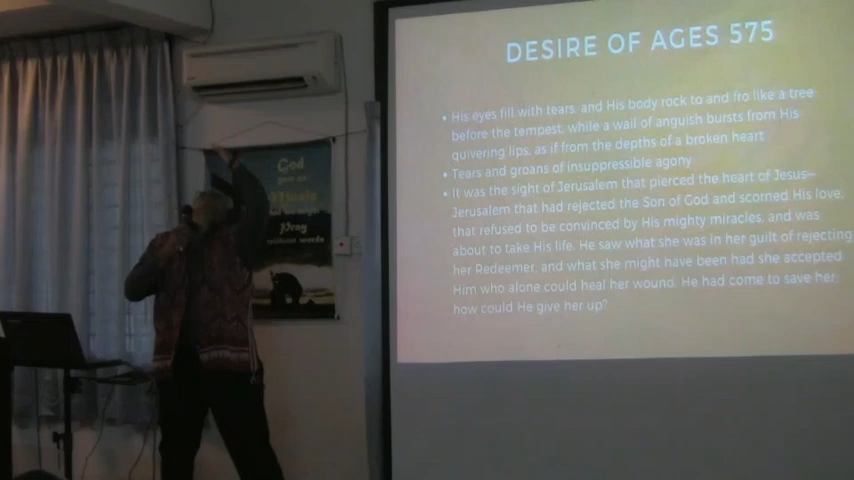 DESIRE OF AGES 575
• His eyes fill with tears, and His body rock to and fro like a tree
before the tempest, while a wail of anguish bursts from His
quivering lips, as if from the depths of a broken heart
• Tears and groans of insuppressible agony
• It was the sight of Jerusalem that pierced the heart of Jesus—
Jerusalem that had rejected the Son of God and scorned His love,
that refused to be convinced by His mighty miracles, and was
about to take His life. He saw what she was in her guilt of rejecting
her Redeemer, and what she might have been had she accepted
Him who alone could heal her wound. He had come to save her;
how could He give her up?
God
gave us
Music
Pray
without words